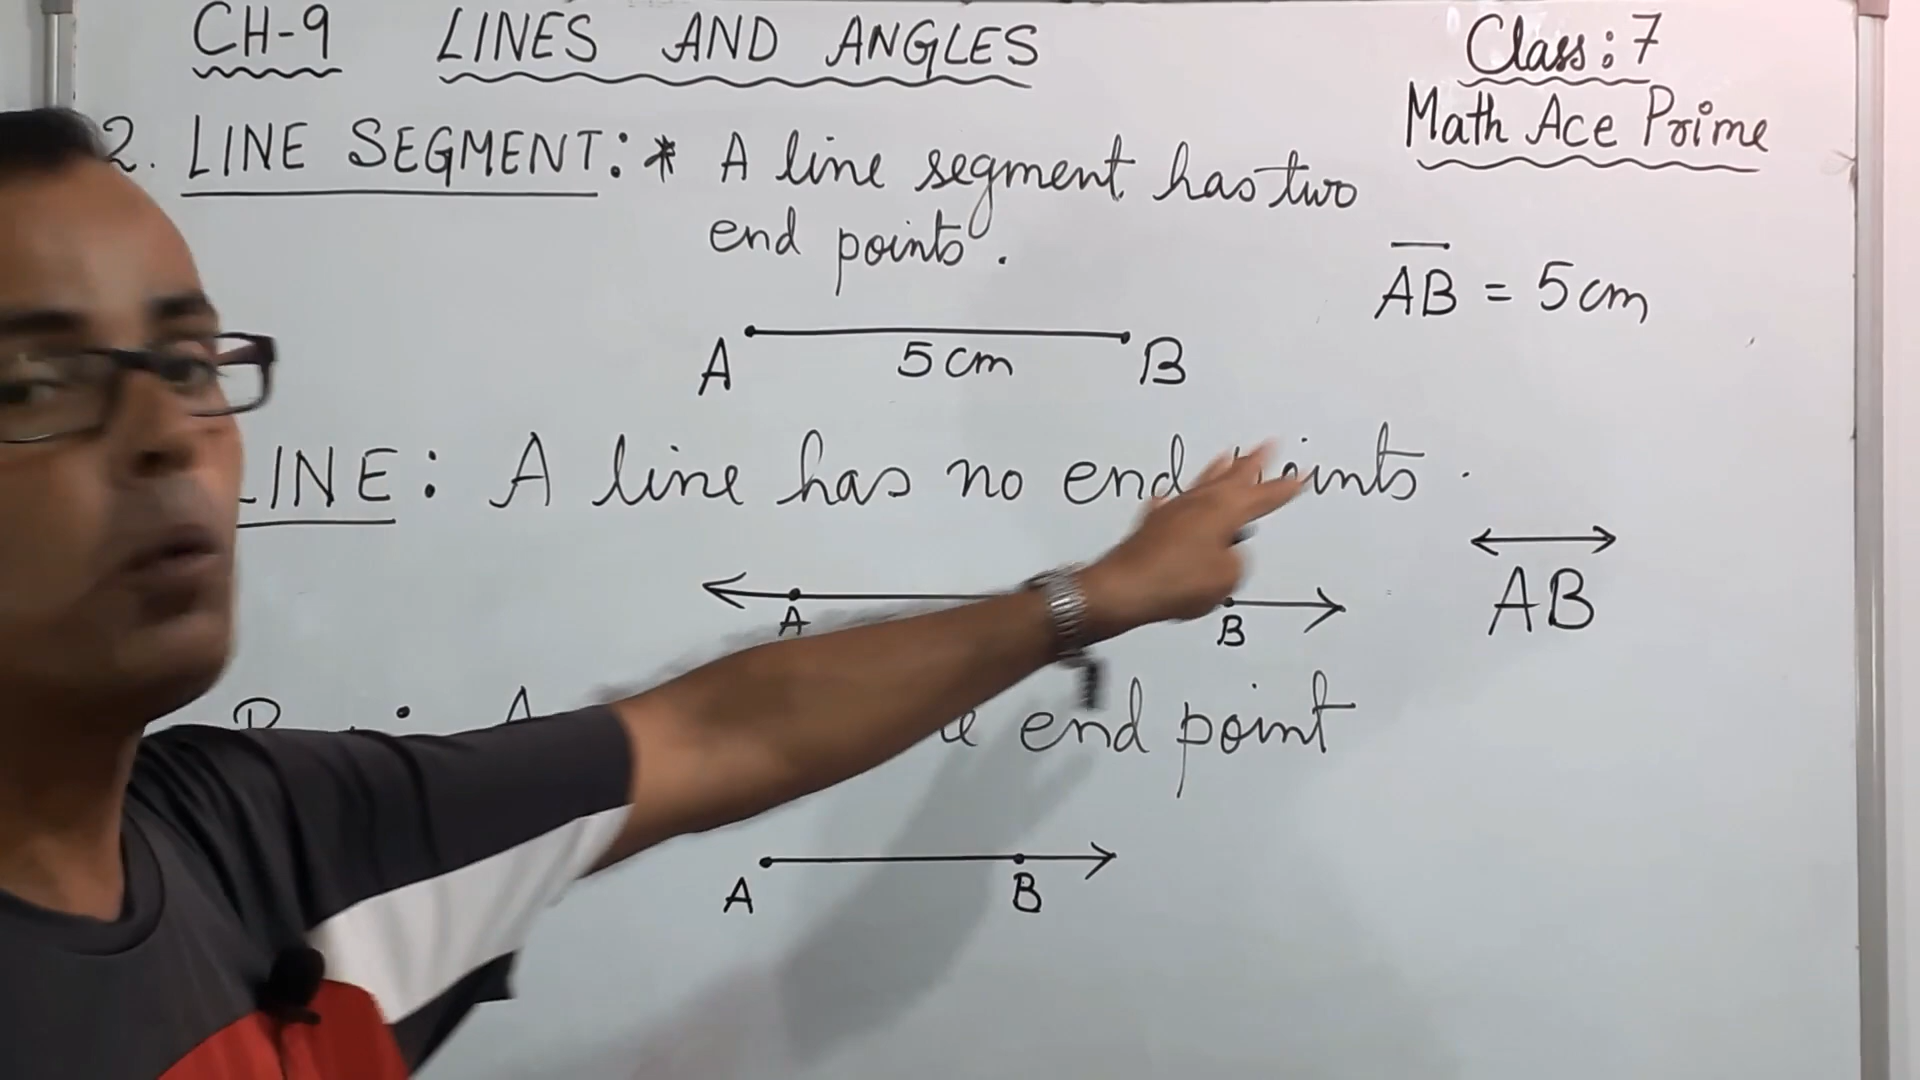 CH-9 LINES AND ANGLES
Class: 7
Math Ace Prime
2. LINE SEGMENT: * A line segment has two
end points.
AB = 5cm
A 5cm B
LINE: A line has no end points.
AB
A B
A end point
A B